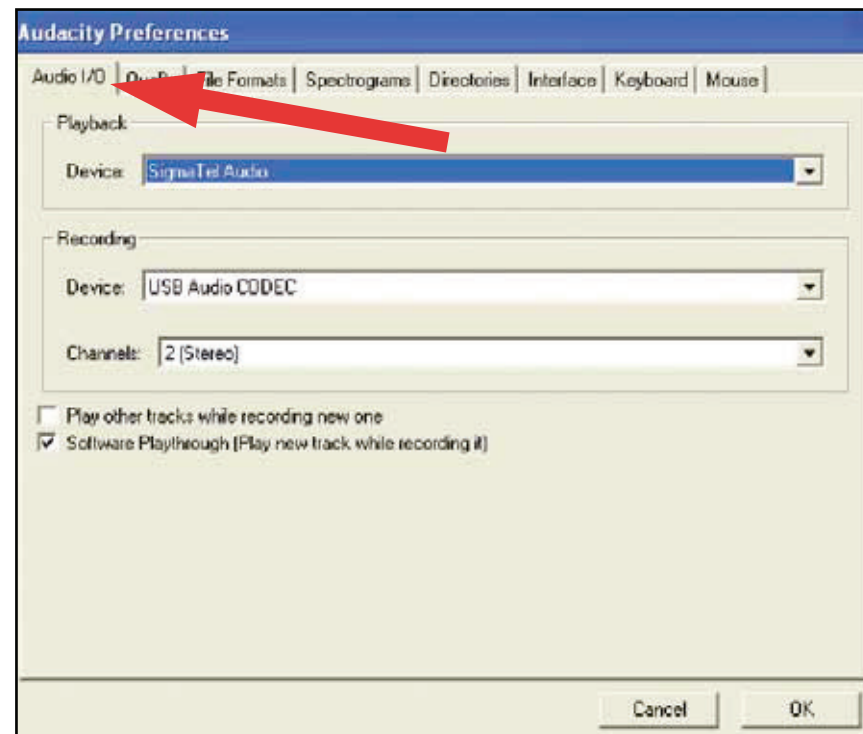 Audacity Preferences
Audio I/O File Formats Spectrograms Directories Interface Keyboard Mouse
Playback
Device: SigmaTel Audio
Recording
Device: USB Audio CODEC
Channels: 2 (Stereo)
Play other tracks while recording new one
Software Playthrough (Play new track while recording it)
Cancel OK